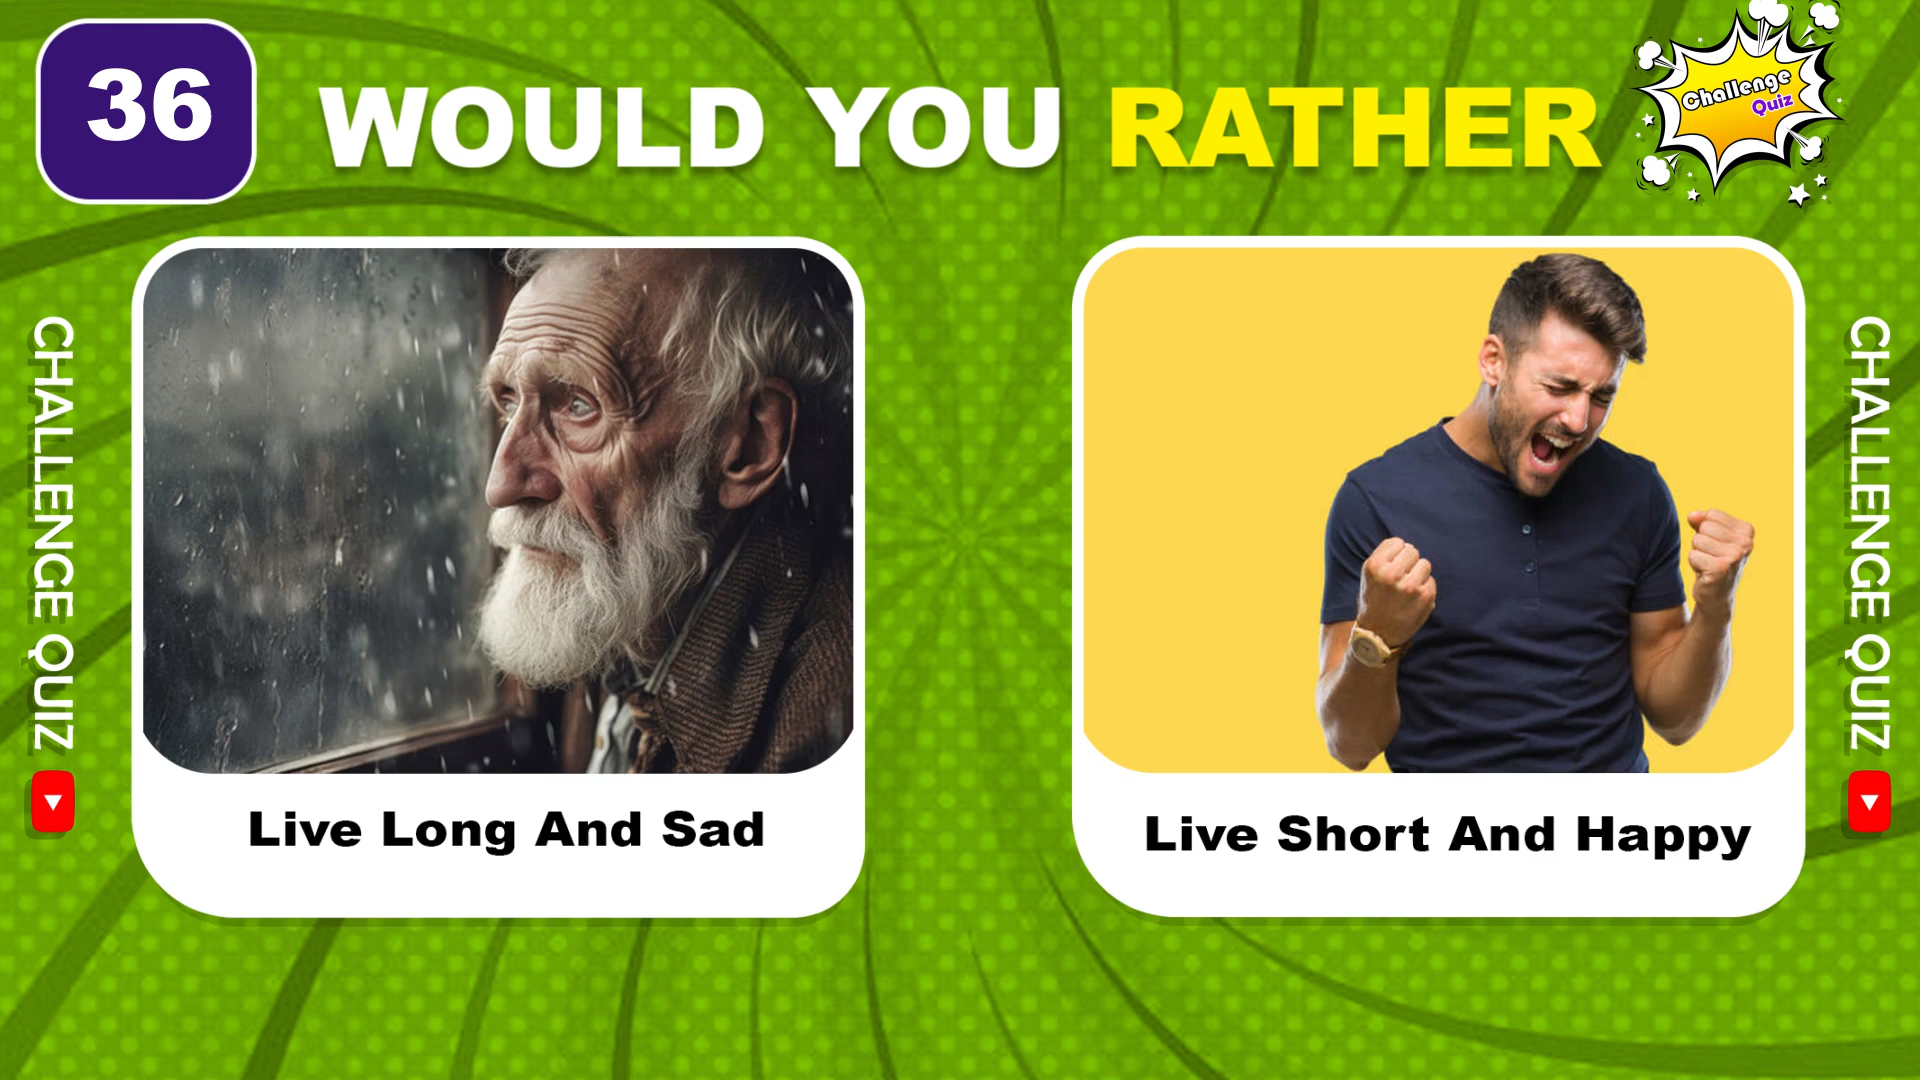 36
WOULD YOU RATHER
Challenge
Quiz
CHALLENGE QUIZ
CHALLENGE QUIZ
Live Long And Sad
Live Short And Happy